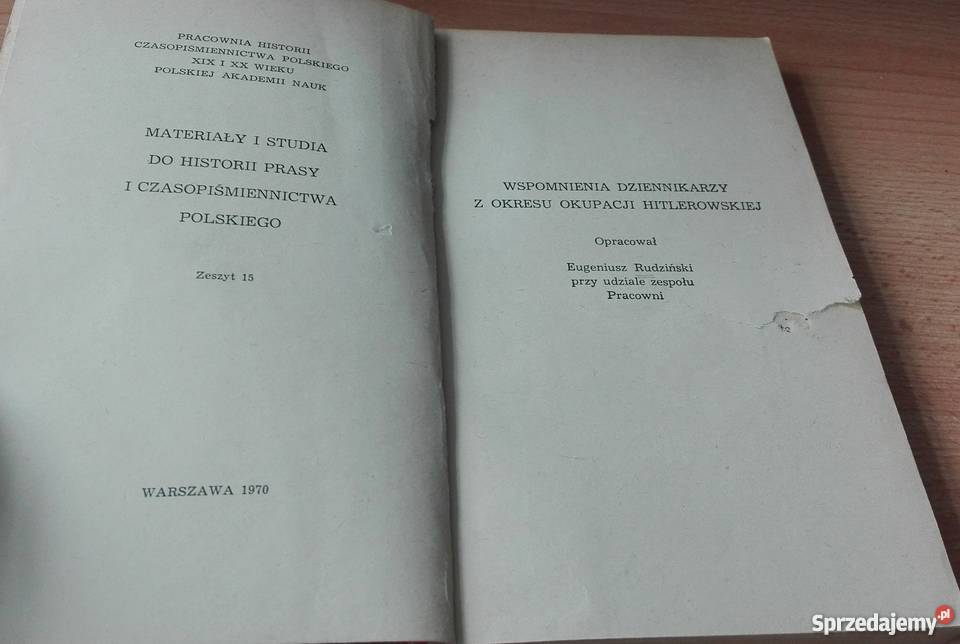 PRACOWNIA HISTORII
CZASOPIŚMIENNICTWA POLSKIEGO
XIX I XX WIEKU
POLSKIEJ AKADEMII NAUK
MATERIAŁY I STUDIA
DO HISTORII PRASY
I CZASOPIŚMIENNICTWA
POLSKIEGO
Zeszyt 15
WARSZAWA 1970
WSPOMNIENIA DZIENNIKARZY
Z OKRESU OKUPACJI HITLEROWSKIEJ
Opracował
Eugeniusz Rudziński
przy udziale zespołu
Pracowni
Sprzedajemy.pl